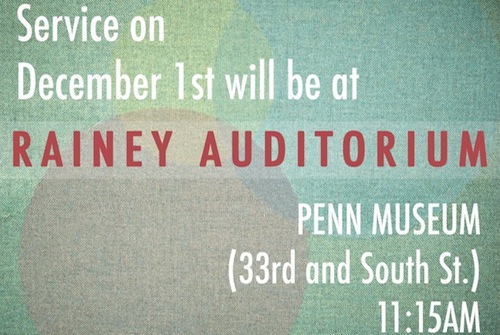 Service on
December 1st will be at
RAINEY AUDITORIUM
PENN MUSEUM
(33rd and South St.)
11:15AM